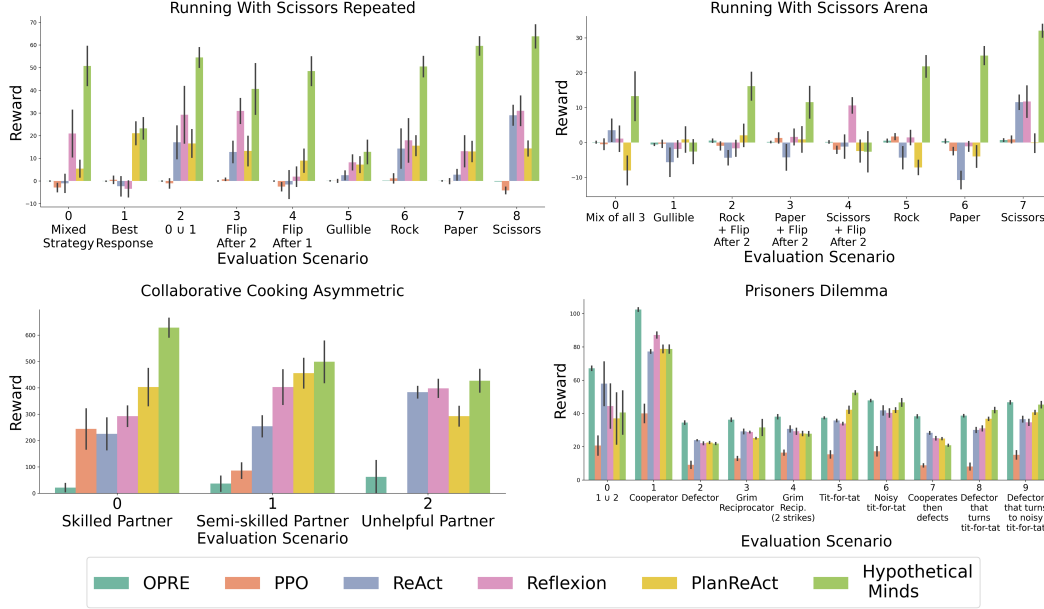 Running With Scissors Repeated
Running With Scissors Arena
Reward
70
60
50
40
30
20
10
0
−10
0
Mixed
Strategy
1
Best
Response
2
0 ∪ 1
3
Flip
After 2
4
Flip
After 1
5
Gullible
6
Rock
7
Paper
8
Scissors
Evaluation Scenario
Reward
30
20
10
0
−10
0
Mix of all 3
1
Gullible
2
Rock
+ Flip
After 2
3
Paper
+ Flip
After 2
4
Scissors
+ Flip
After 2
5
Rock
6
Paper
7
Scissors
Evaluation Scenario
Collaborative Cooking Asymmetric
Reward
600
500
400
300
200
100
0
0
Skilled Partner
1
Semi-skilled Partner
2
Unhelpful Partner
Evaluation Scenario
Prisoners Dilemma
Reward
100
80
60
40
20
0
0
1 ∪ 2
1
Cooperator
2
Defector
3
Grim
Reciprocator
4
Grim
Recip.
(2 strikes)
5
Tit-for-tat
6
Noisy
tit-for-tat
7
Cooperates
then
defects
8
Defector
that
turns
tit-for-tat
9
Defector
that turns
to noisy
tit-for-tat
Evaluation Scenario
OPRE
PPO
ReAct
Reflexion
PlanReAct
Hypothetical
Minds